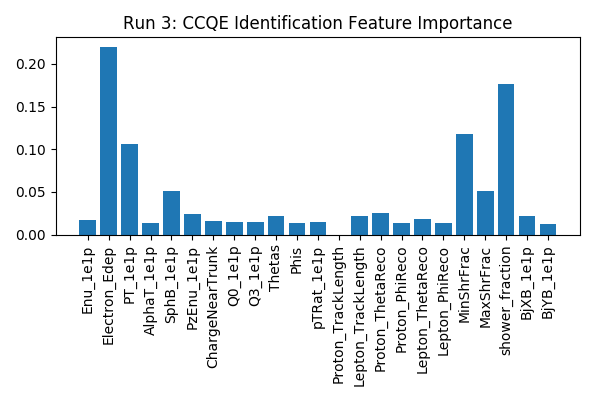 Run 3: CCQE Identification Feature Importance
0.20
0.15
0.10
0.05
0.00
Enu_1e1p
Electron_Edep
PT_1e1p
AlphaT_1e1p
SphB_1e1p
PzEnu_1e1p
ChargeNearTrunk
Q0_1e1p
Q3_1e1p
Thetas
Phis
pTRat_1e1p
Proton_TrackLength
Lepton_TrackLength
Proton_ThetaReco
Proton_PhiReco
Lepton_ThetaReco
Lepton_PhiReco
MinShrFrac
MaxShrFrac
shower_fraction
BjXB_1e1p
BjYB_1e1p